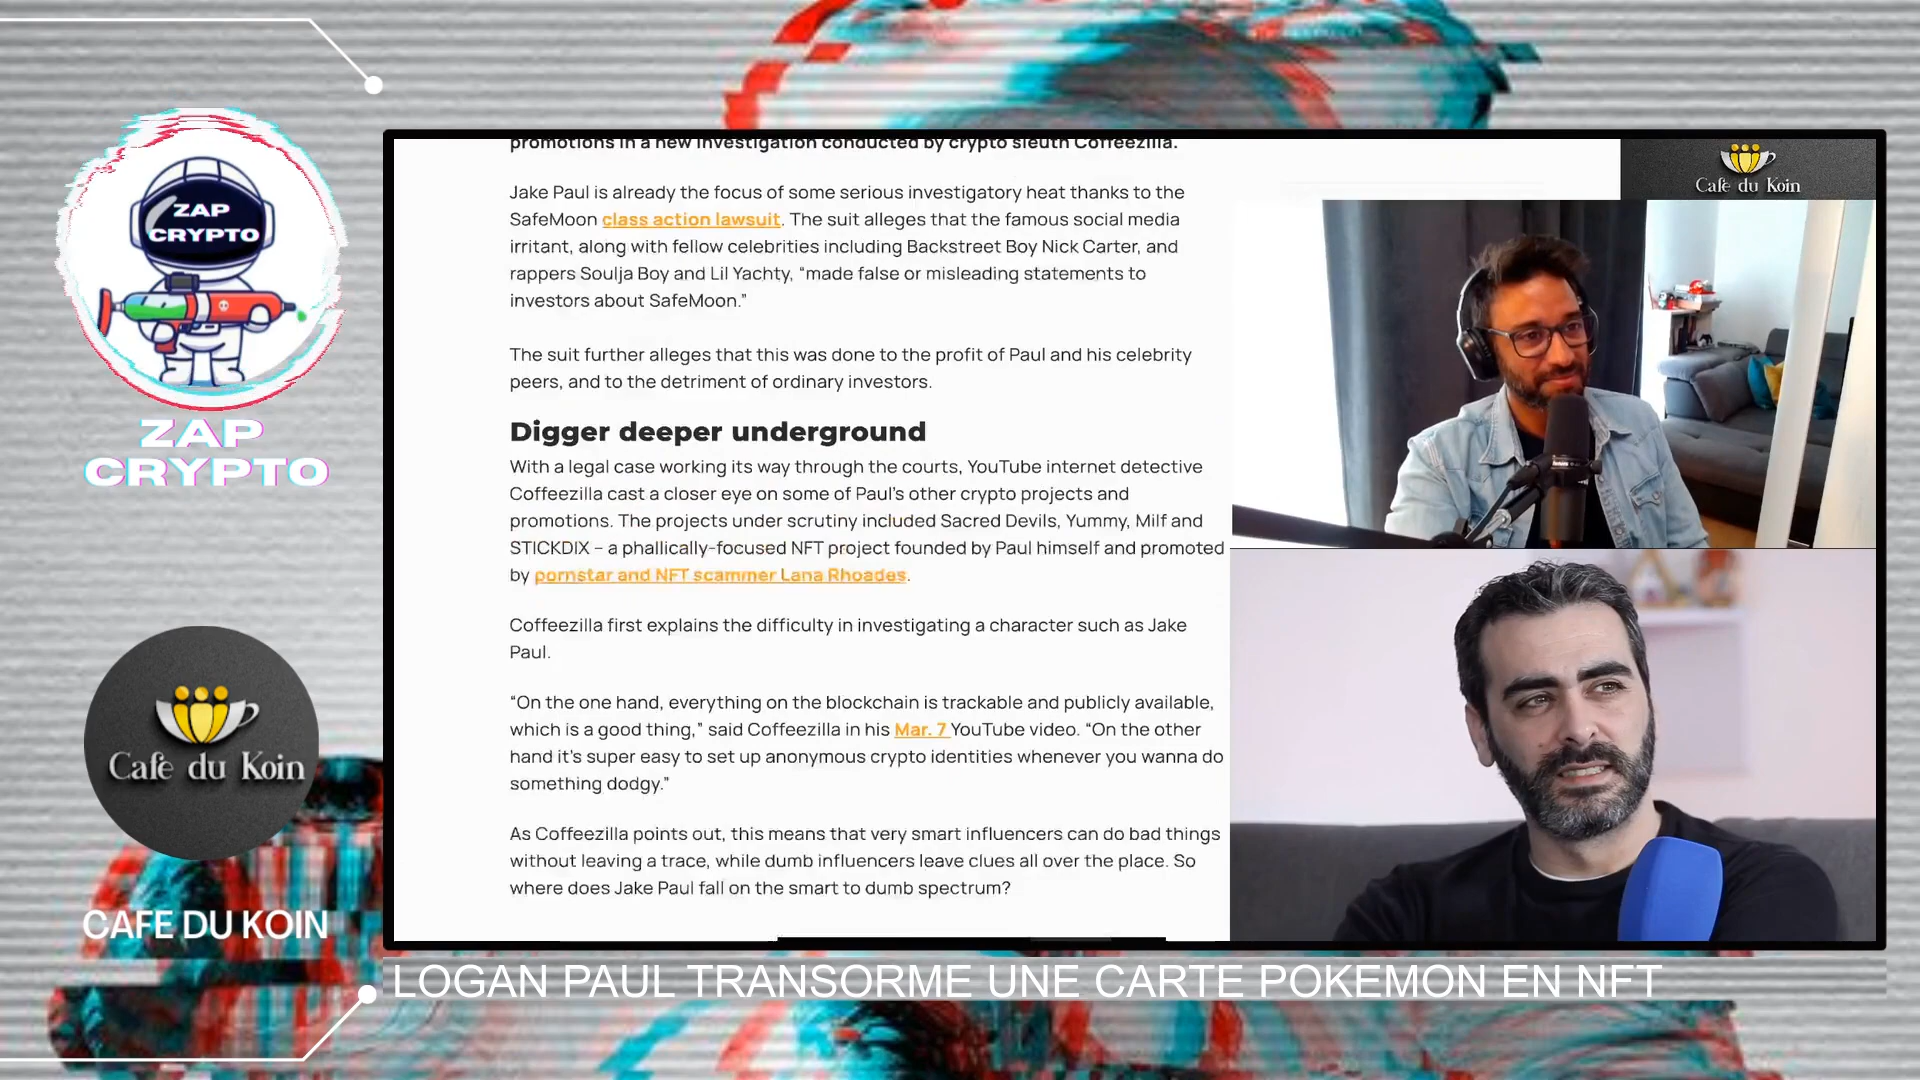 ZAP
CRYPTO
ZAP
CRYPTO
Cafe du Koin
CAFE DU KOIN
promotions in a new investigation conducted by crypto sleuth Coffeezilla.
Jake Paul is already the focus of some serious investigatory heat thanks to the
SafeMoon class action lawsuit. The suit alleges that the famous social media
irritant, along with fellow celebrities including Backstreet Boy Nick Carter, and
rappers Soulja Boy and Lil Yachty, “made false or misleading statements to
investors about SafeMoon.”
The suit further alleges that this was done to the profit of Paul and his celebrity
peers, and to the detriment of ordinary investors.
Digger deeper underground
With a legal case working its way through the courts, YouTube internet detective
Coffeezilla cast a closer eye on some of Paul’s other crypto projects and
promotions. The projects under scrutiny included Sacred Devils, Yummy, Milf and
STICKDIX – a phallically-focused NFT project founded by Paul himself and promoted
by pornstar and NFT scammer Lana Rhoades.
Coffeezilla first explains the difficulty in investigating a character such as Jake
Paul.
“On the one hand, everything on the blockchain is trackable and publicly available,
which is a good thing,” said Coffeezilla in his Mar. 7 YouTube video. “On the other
hand it’s super easy to set up anonymous crypto identities whenever you wanna do
something dodgy.”
As Coffeezilla points out, this means that very smart influencers can do bad things
without leaving a trace, while dumb influencers leave clues all over the place. So
where does Jake Paul fall on the smart to dumb spectrum?
Cafe du Koin
LOGAN PAUL TRANSORME UNE CARTE POKEMON EN NFT